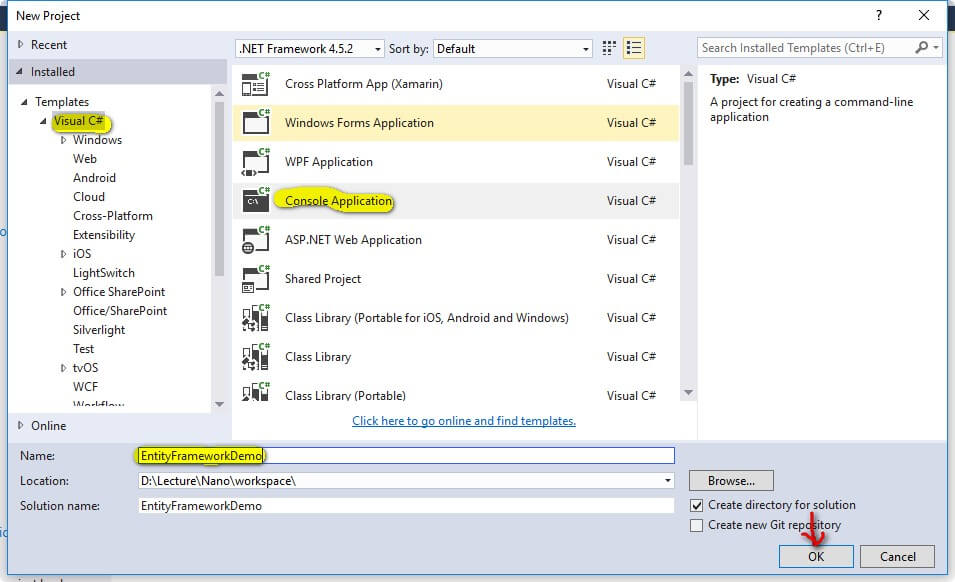 New Project
?
Recent
.NET Framework 4.5.2
Sort by:
Default
Search Installed Templates (Ctrl+E)
Installed
Templates
Visual C#
Windows
Web
Android
Cloud
Cross-Platform
Extensibility
iOS
LightSwitch
Office SharePoint
Office/SharePoint
Silverlight
Test
tvOS
WCF
Workflow
Online
Cross Platform App (Xamarin) Visual C#
Windows Forms Application Visual C#
WPF Application Visual C#
Console Application Visual C#
ASP.NET Web Application Visual C#
Shared Project Visual C#
Class Library (Portable for iOS, Android and Windows) Visual C#
Class Library Visual C#
Class Library (Portable) Visual C#
Click here to go online and find templates.
Type: Visual C#
A project for creating a command-line
application
Name: EntityFrameworkDemo
Location: D:\Lecture\Nano\workspace\
Browse...
Solution name: EntityFrameworkDemo
Create directory for solution
Create new Git repository
OK
Cancel